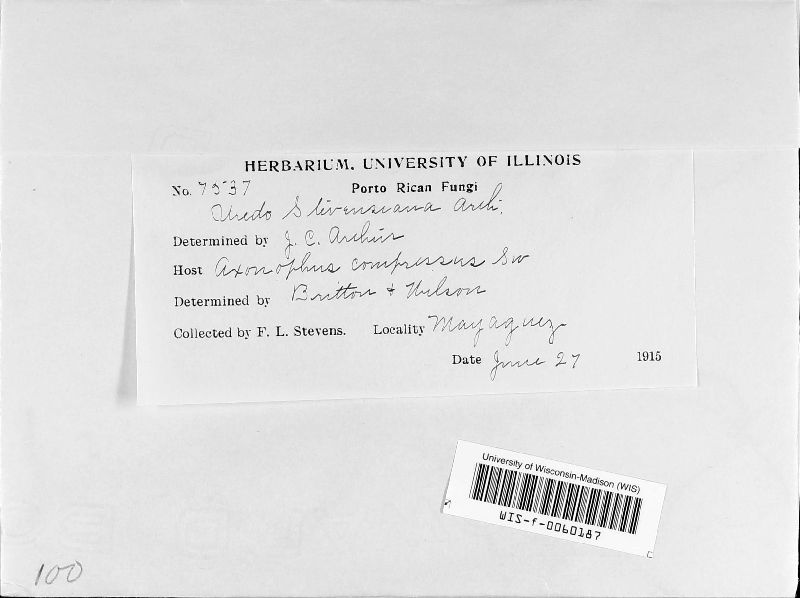 HERBARIUM, UNIVERSITY OF ILLINOIS
No. 7537 Porto Rican Fungi
Uredo Stevensiana Arth.
Determined by J. C. Arthur
Host Axonophus compressus Sw
Determined by Britton + Wilson
Collected by F. L. Stevens. Locality Mayaguez
Date June 27 1915
University of Wisconsin-Madison (WIS)
WIS-f-0060187
100